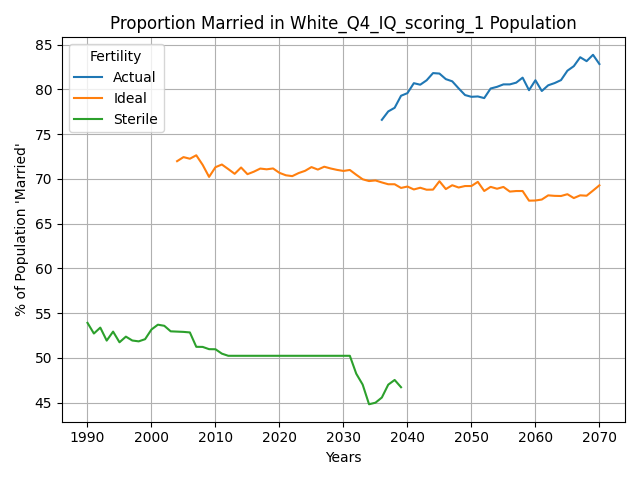 Proportion Married in White_Q4_IQ_scoring_1 Population
Fertility
Actual
Ideal
Sterile
% of Population 'Married'
85
80
75
70
65
60
55
50
45
1990 2000 2010 2020 2030 2040 2050 2060 2070
Years